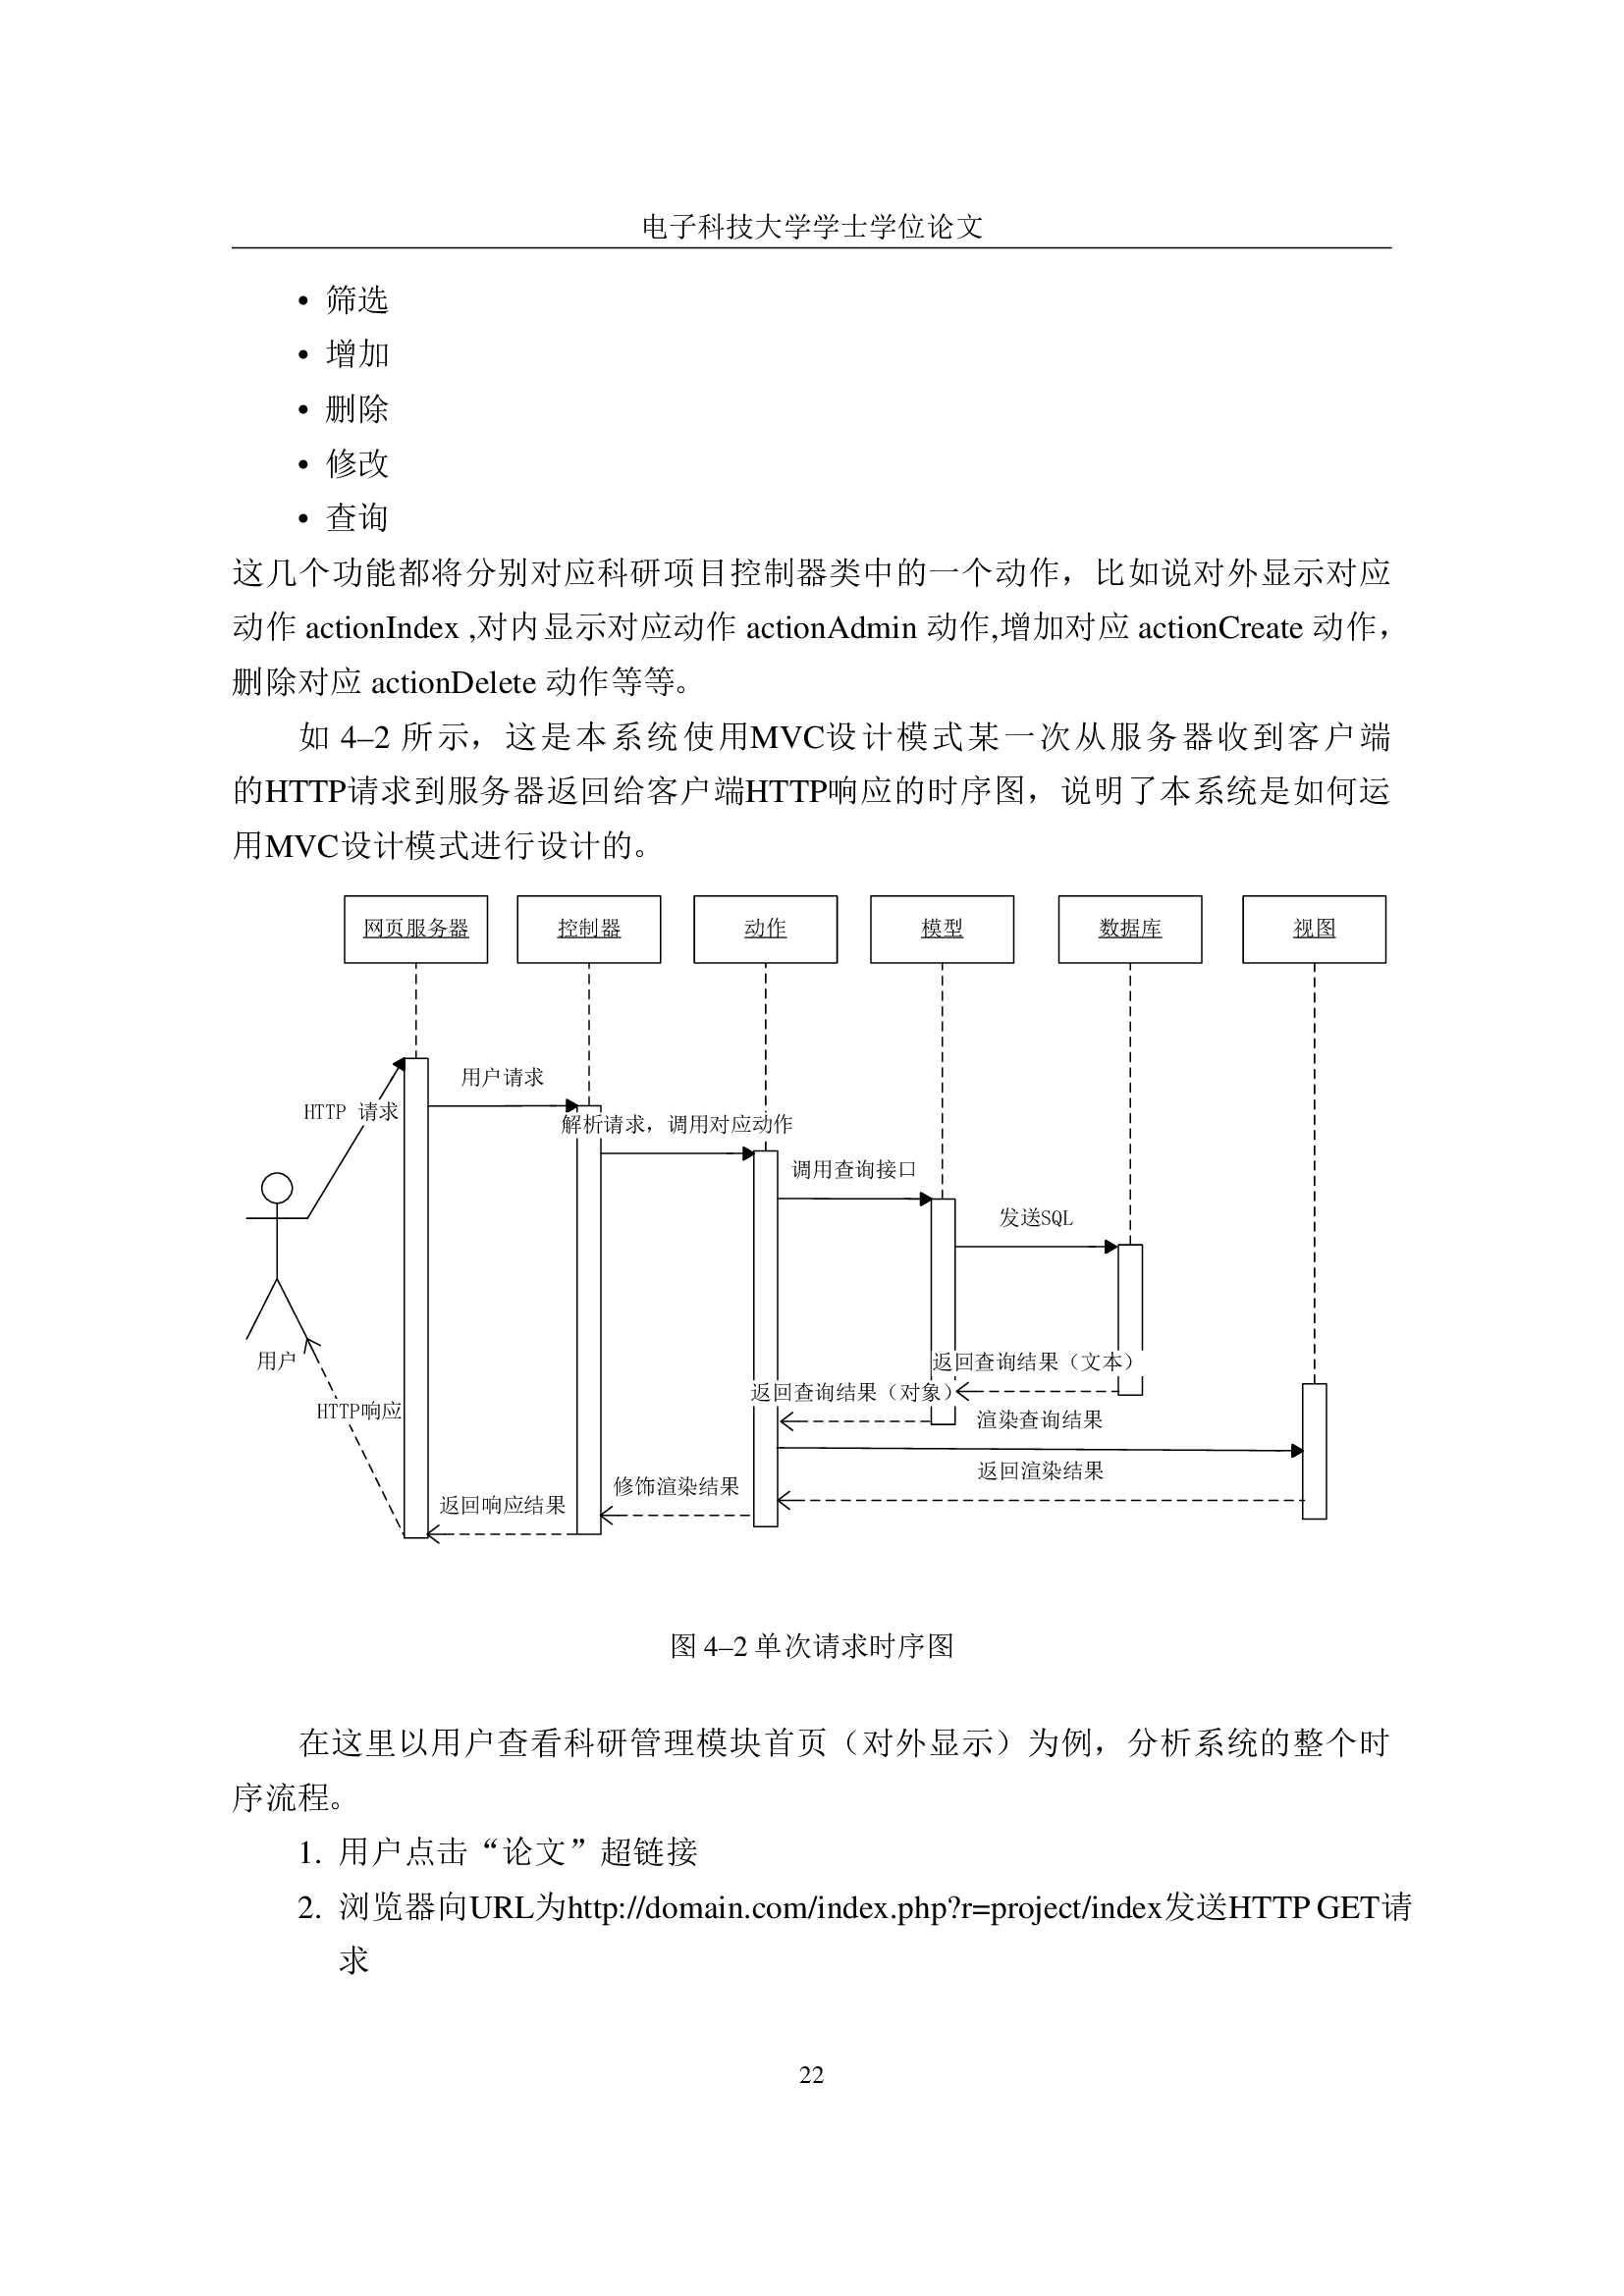 电子科技大学学士学位论文
• 筛选
• 增加
• 删除
• 修改
• 查询
这几个功能都将分别对应科研项目控制器类中的一个动作，比如说对外显示对应
动作 actionIndex ,对内显示对应动作 actionAdmin 动作,增加对应 actionCreate 动作，
删除对应 actionDelete 动作等等。
如 4–2 所示，这是本系统使用MVC设计模式某一次从服务器收到客户端
的HTTP请求到服务器返回给客户端HTTP响应的时序图，说明了本系统是如何运
用MVC设计模式进行设计的。
网页服务器 控制器 动作 模型 数据库 视图
用户请求
HTTP 请求
解析请求，调用对应动作
调用查询接口
发送SQL
用户
返回查询结果（文本）
返回查询结果（对象）
HTTP响应
渲染查询结果
返回渲染结果
修饰渲染结果
返回响应结果
图 4–2 单次请求时序图
在这里以用户查看科研管理模块首页（对外显示）为例，分析系统的整个时
序流程。
1. 用户点击“论文”超链接
2. 浏览器向URL为http://domain.com/index.php?r=project/index发送HTTP GET请
求
22